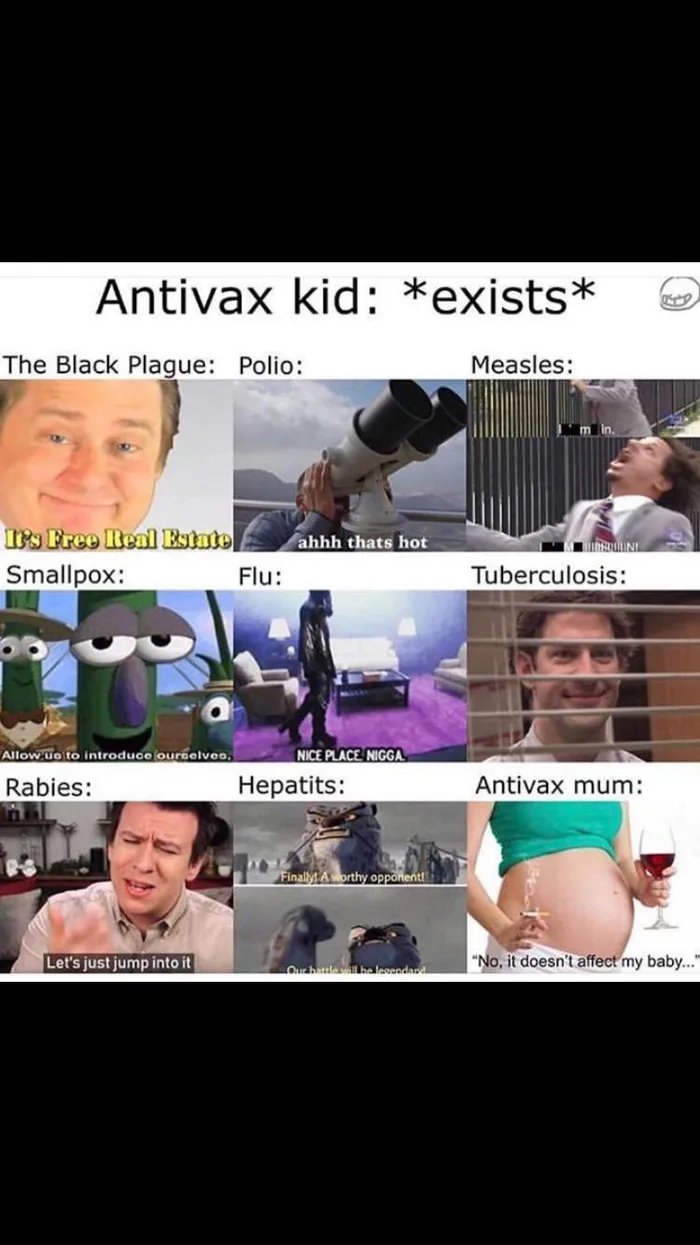 Antivax kid: *exists*
The Black Plague: Polio: Measles:
It's Free Real Estate
ahhh thats hot
in.
Smallpox: Flu: Tuberculosis:
Allow us to introduce ourselves.
NICE PLACE NIGGA.
Rabies: Hepatits: Antivax mum:
Let's just jump into it
Finally! A worthy opponent!
Our battle will be legendary!
"No, it doesn't affect my baby..."